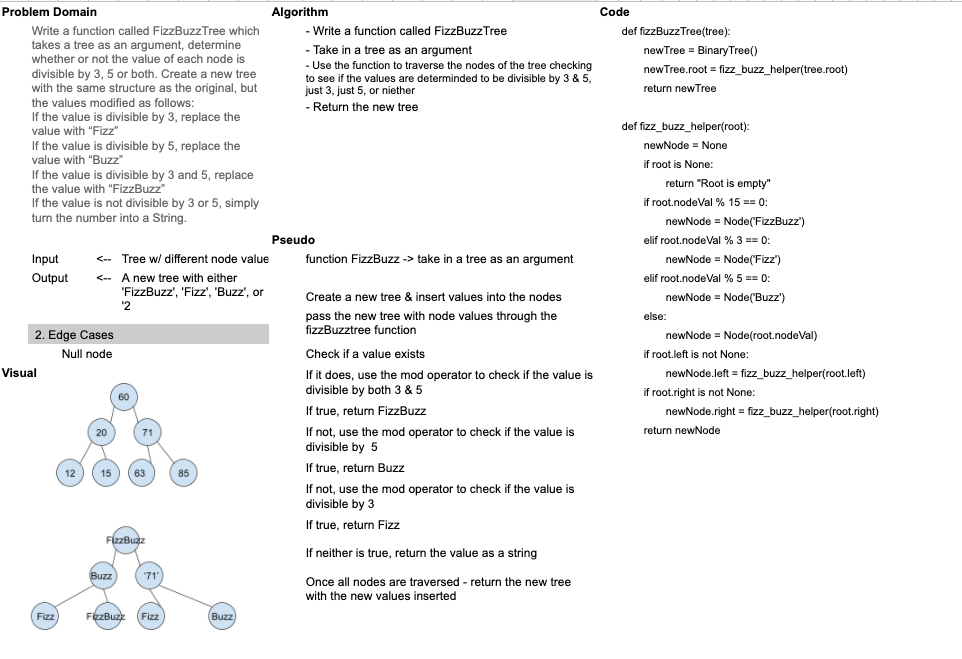 Problem Domain
Write a function called FizzBuzzTree which
takes a tree as an argument, determine
whether or not the value of each node is
divisible by 3, 5 or both. Create a new tree
with the same structure as the original, but
the values modified as follows:
If the value is divisible by 3, replace the
value with “Fizz”
If the value is divisible by 5, replace the
value with “Buzz”
If the value is divisible by 3 and 5, replace
the value with “FizzBuzz”
If the value is not divisible by 3 or 5, simply
turn the number into a String.
Input <-- Tree w/ different node value
Output <-- A new tree with either
'FizzBuzz', 'Fizz', 'Buzz', or
'2
2. Edge Cases
Null node
Visual
60
20 71
12 15 63 85
FizzBuzz
Buzz '71'
Fizz FizzBuzz Fizz Buzz
Algorithm
- Write a function called FizzBuzzTree
- Take in a tree as an argument
- Use the function to traverse the nodes of the tree checking
to see if the values are determinded to be divisible by 3 & 5,
just 3, just 5, or niether
- Return the new tree
Pseudo
function FizzBuzz -> take in a tree as an argument
Create a new tree & insert values into the nodes
pass the new tree with node values through the
fizzBuzztree function
Check if a value exists
If it does, use the mod operator to check if the value is
divisible by both 3 & 5
If true, return FizzBuzz
If not, use the mod operator to check if the value is
divisible by 5
If true, return Buzz
If not, use the mod operator to check if the value is
divisible by 3
If true, return Fizz
If neither is true, return the value as a string
Once all nodes are traversed - return the new tree
with the new values inserted
Code
def fizzBuzzTree(tree):
newTree = BinaryTree()
newTree.root = fizz_buzz_helper(tree.root)
return newTree
def fizz_buzz_helper(root):
newNode = None
if root is None:
return "Root is empty"
if root.nodeVal % 15 == 0:
newNode = Node('FizzBuzz')
elif root.nodeVal % 3 == 0:
newNode = Node('Fizz')
elif root.nodeVal % 5 == 0:
newNode = Node('Buzz')
else:
newNode = Node(root.nodeVal)
if root.left is not None:
newNode.left = fizz_buzz_helper(root.left)
if root.right is not None:
newNode.right = fizz_buzz_helper(root.right)
return newNode